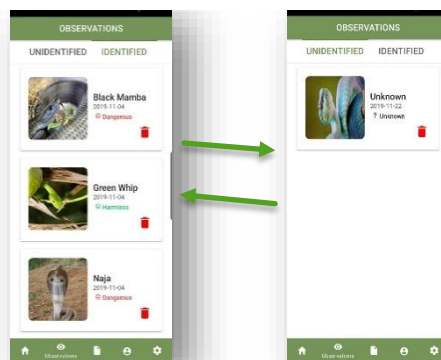 OBSERVATIONS
UNIDENTIFIED IDENTIFIED
Black Mamba
2019-11-04
Dangerous
Green Whip
2019-11-04
Harmless
Naja
2019-11-04
Dangerous
Observations
OBSERVATIONS
UNIDENTIFIED IDENTIFIED
Unknown
2019-11-22
? Uninown
Observations